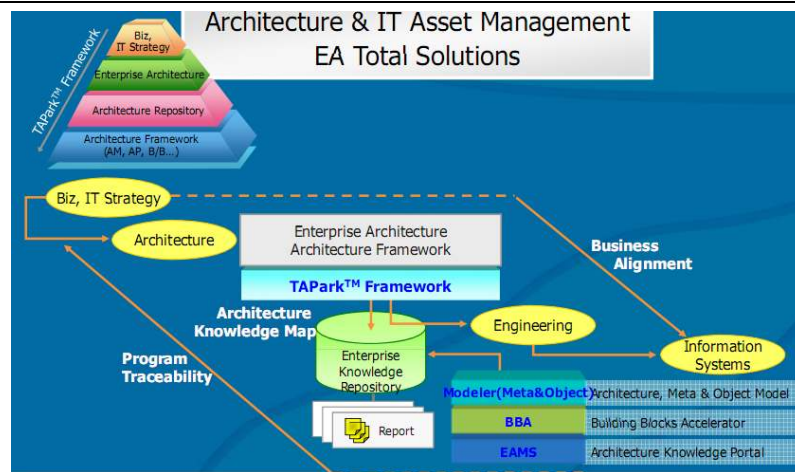 Architecture & IT Asset Management
EA Total Solutions
TAPark™ Framework
Biz,
IT Strategy
Enterprise Architecture
Architecture Repository
Architecture Framework
(AM, AP, B/B...)
Biz, IT Strategy
Architecture
Enterprise Architecture
Architecture Framework
TAPark™ Framework
Business
Alignment
Architecture
Knowledge Map
Engineering
Information
Systems
Program
Traceability
Enterprise
Knowledge
Repository
Report
Modeler(Meta&Object) Architecture, Meta & Object Model
BBA Building Blocks Accelerator
EAMS Architecture Knowledge Portal